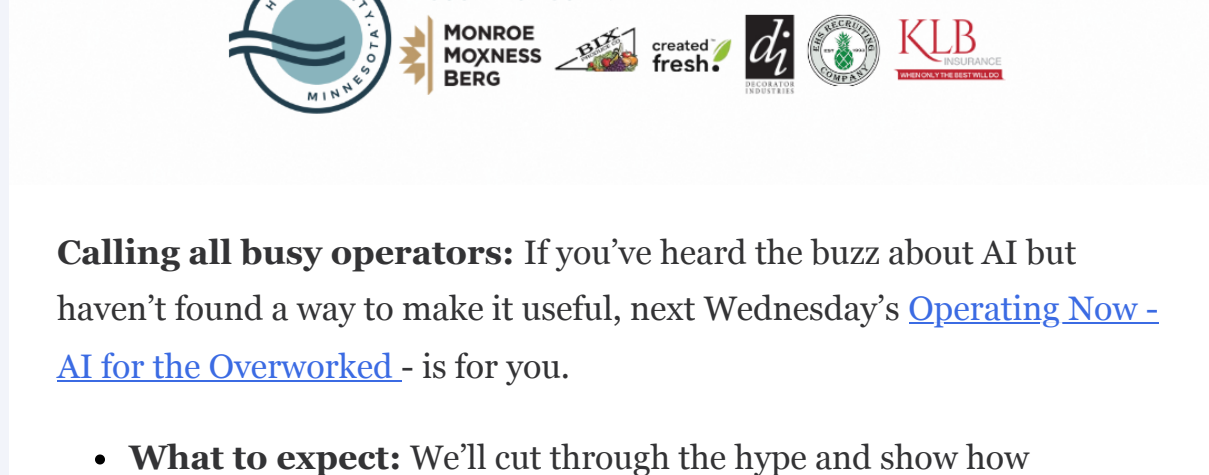 MINNESOTA
MONROE
MOXNESS
BERG
BIX
created
fresh!
di
DECORATOR
INDUSTRIES
EHS RECRUITING
COMPANY
KLB
INSURANCE
WHEN ONLY THE BEST WILL DO
Calling all busy operators: If you’ve heard the buzz about AI but
haven’t found a way to make it useful, next Wednesday’s Operating Now -
AI for the Overworked - is for you.
• What to expect: We’ll cut through the hype and show how